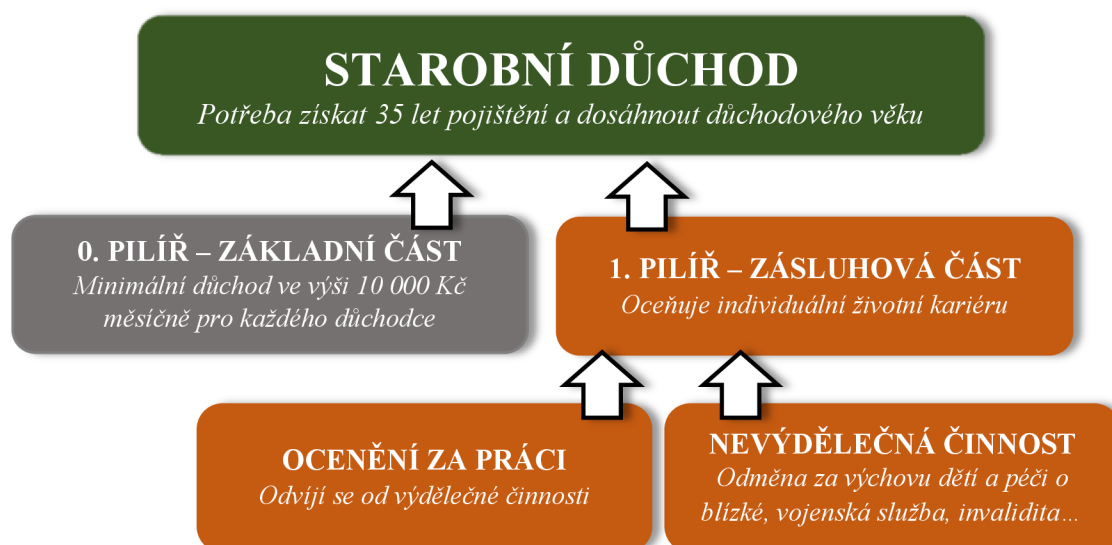 STAROBNÍ DŮCHOD
Potřeba získat 35 let pojištění a dosáhnout důchodového věku
0. PILÍŘ – ZÁKLADNÍ ČÁST
Minimální důchod ve výši 10 000 Kč
měsíčně pro každého důchodce
1. PILÍŘ – ZÁSLUHOVÁ ČÁST
Oceňuje individuální životní kariéru
OCENĚNÍ ZA PRÁCI
Odvíjí se od výdělečné činnosti
NEVÝDĚLEČNÁ ČINNOST
Odměna za výchovu dětí a péči o
blízké, vojenská služba, invalidita…